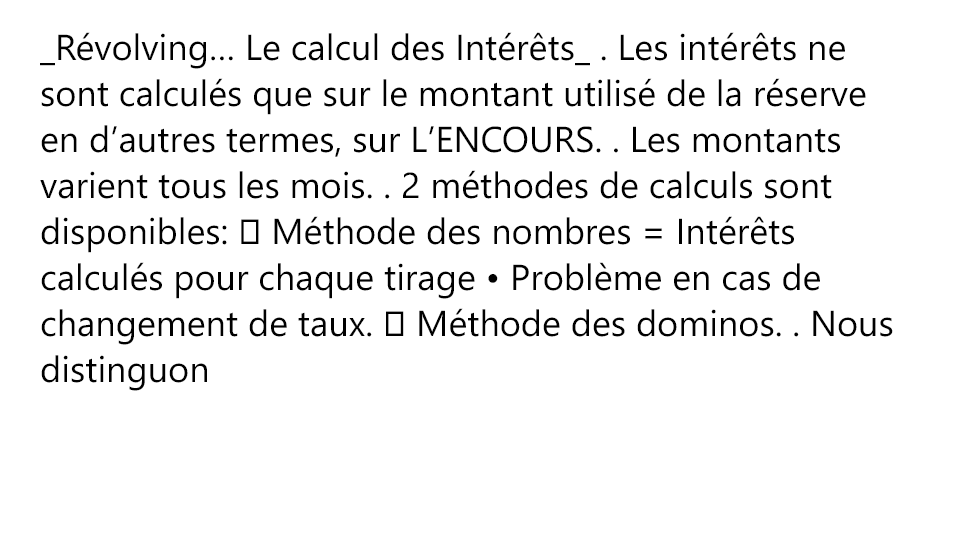 _Révolving... Le calcul des Intérêts_ . Les intérêts ne
sont calculés que sur le montant utilisé de la réserve
en d’autres termes, sur L’ENCOURS. . Les montants
varient tous les mois. . 2 méthodes de calculs sont
disponibles: ▯ Méthode des nombres = Intérêts
calculés pour chaque tirage • Problème en cas de
changement de taux. ▯ Méthode des dominos. . Nous
distinguon